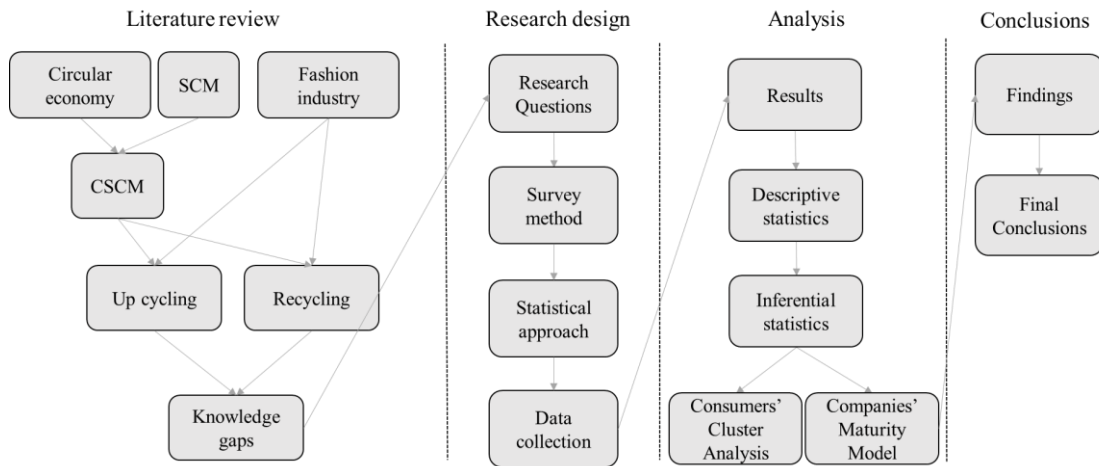 Literature review
Research design
Analysis
Conclusions
Circular
economy
SCM
Fashion
industry
CSCM
Up cycling
Recycling
Knowledge
gaps
Research
Questions
Survey
method
Statistical
approach
Data
collection
Results
Descriptive
statistics
Inferential
statistics
Consumers’
Cluster
Analysis
Companies’
Maturity
Model
Findings
Final
Conclusions